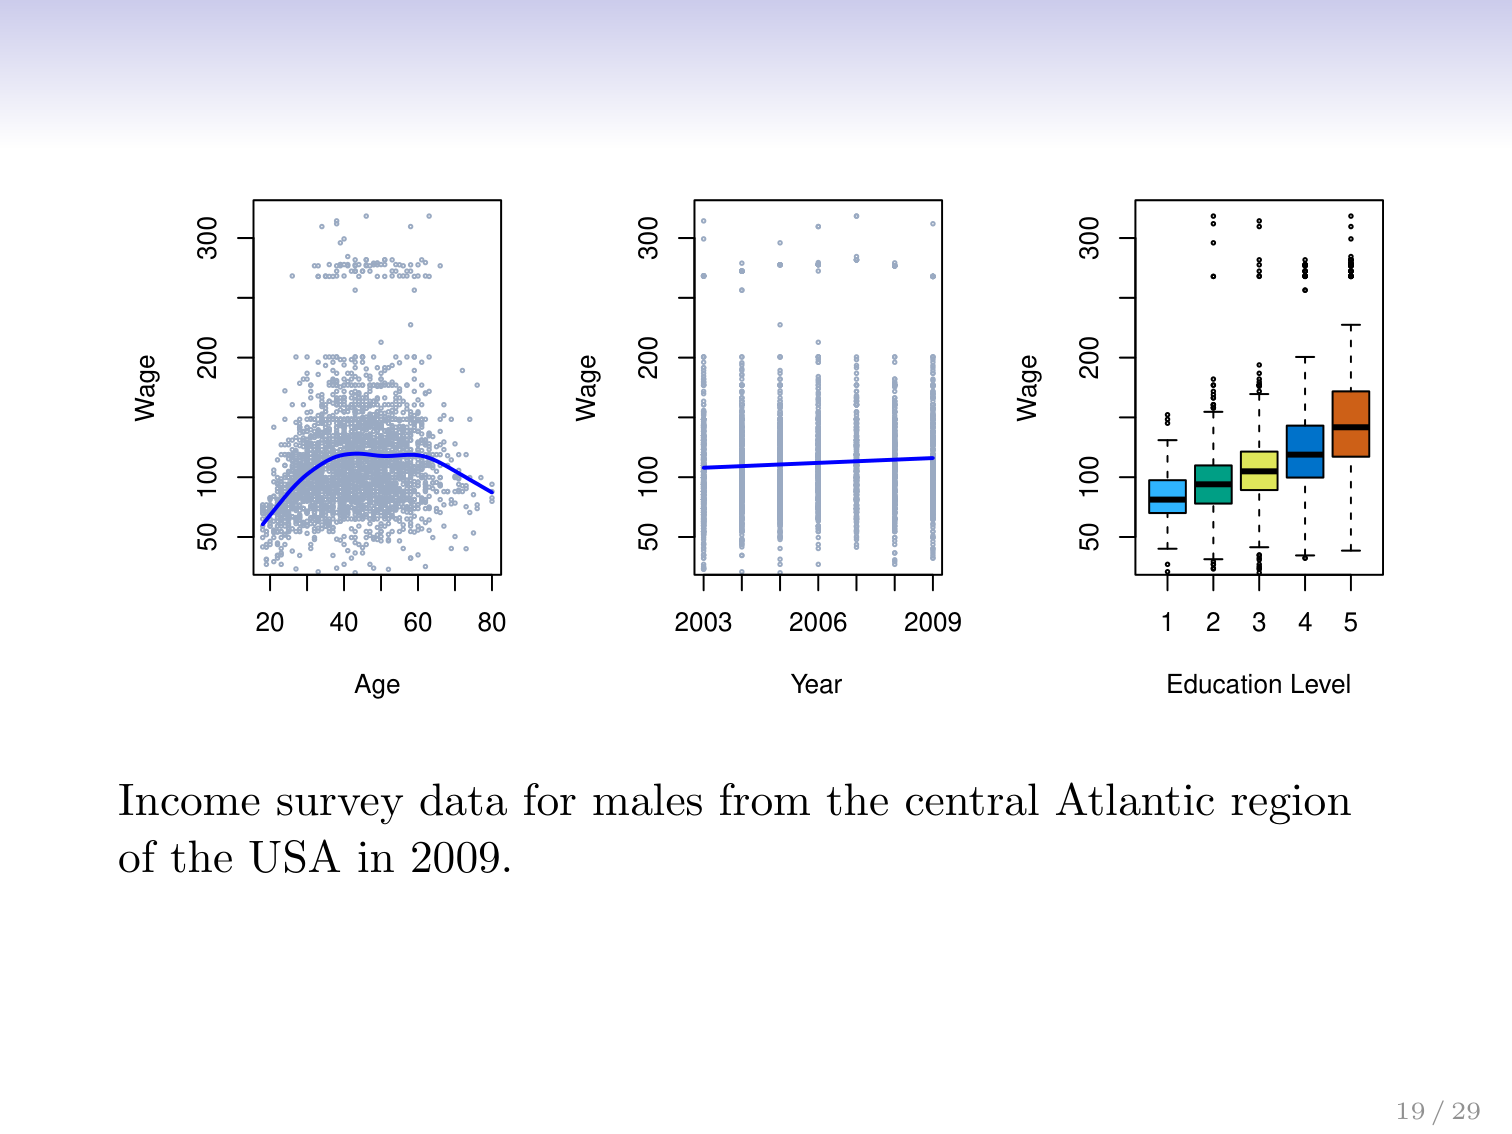 Wage
300
200
100
50
20 40 60 80
Age
Wage
300
200
100
50
2003 2006 2009
Year
Wage
300
200
100
50
1 2 3 4 5
Education Level
Income survey data for males from the central Atlantic region
of the USA in 2009.
19 / 29